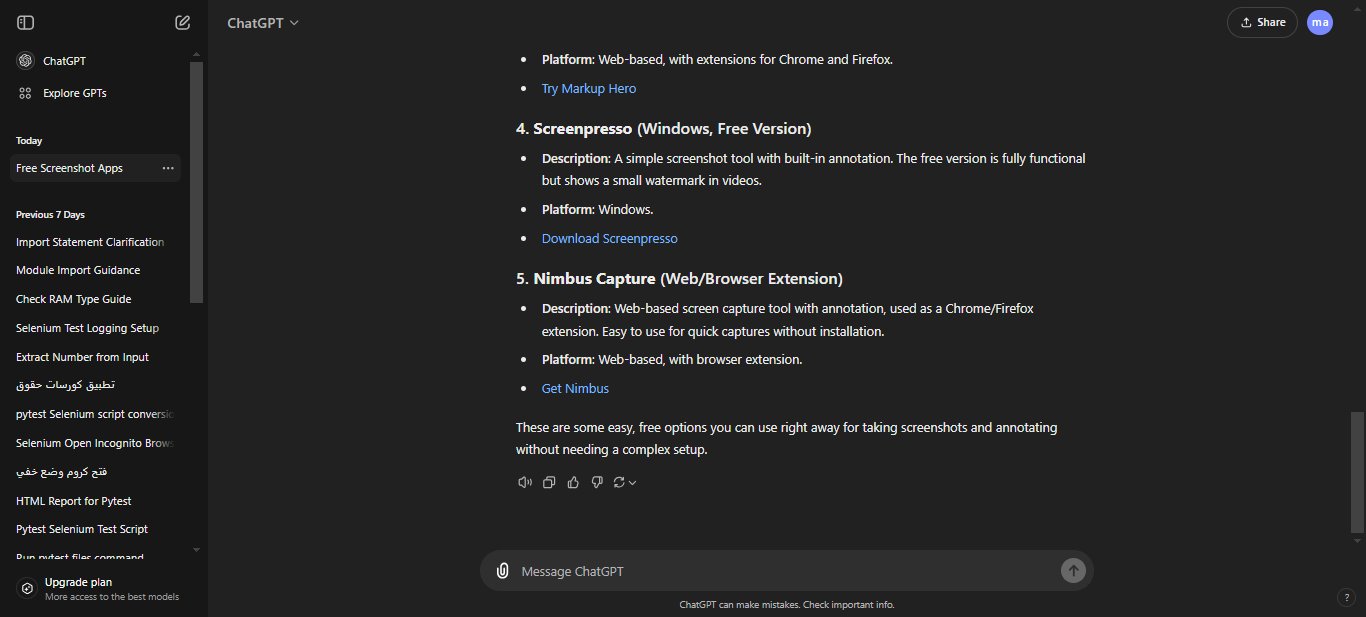 ChatGPT
Explore GPTs
Today
Free Screenshot Apps
Previous 7 Days
Import Statement Clarification
Module Import Guidance
Check RAM Type Guide
Selenium Test Logging Setup
Extract Number from Input
تطبيق كورسات حقوق
pytest Selenium script conversio
Selenium Open Incognito Brows
فتح كروم وضع خفي
HTML Report for Pytest
Pytest Selenium Test Script
Run pytest files command
Upgrade plan
More access to the best models
ChatGPT
Share
ma
• Platform: Web-based, with extensions for Chrome and Firefox.
• Try Markup Hero
4. Screenpresso (Windows, Free Version)
• Description: A simple screenshot tool with built-in annotation. The free version is fully functional
but shows a small watermark in videos.
• Platform: Windows.
• Download Screenpresso
5. Nimbus Capture (Web/Browser Extension)
• Description: Web-based screen capture tool with annotation, used as a Chrome/Firefox
extension. Easy to use for quick captures without installation.
• Platform: Web-based, with browser extension.
• Get Nimbus
These are some easy, free options you can use right away for taking screenshots and annotating
without needing a complex setup.
Message ChatGPT
ChatGPT can make mistakes. Check important info.
?